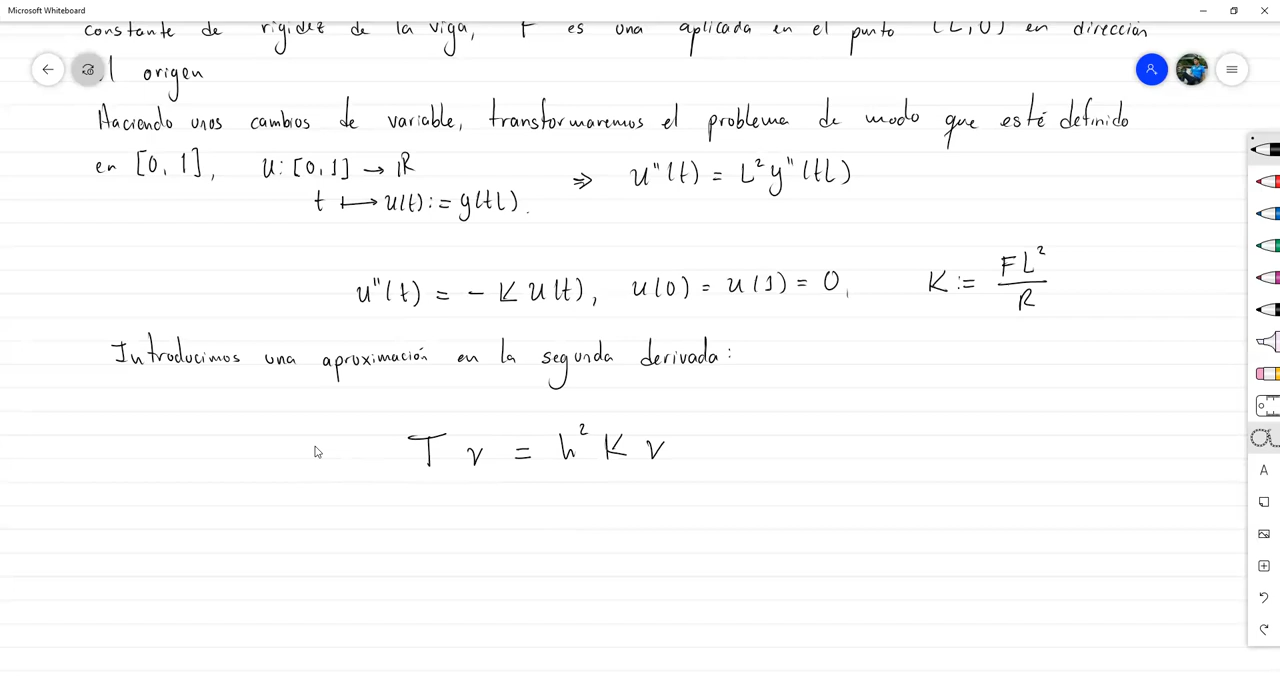 Microsoft Whiteboard
constante de rigidez de la viga, F es una aplicada en el punto (L, 0) en dirección
al origen
Haciendo unos cambios de variable, transformaremos el problema de modo que esté definido
en [0, 1], u: [0, 1] → ℝ ⇒ u''(t) = L² y''(tL)
t ⟼ u(t) := y(tL).
u''(t) = - K u(t), u(0) = u(1) = 0, K := FL²/R
Introducimos una aproximación en la segunda derivada:
T v = h² K v
A